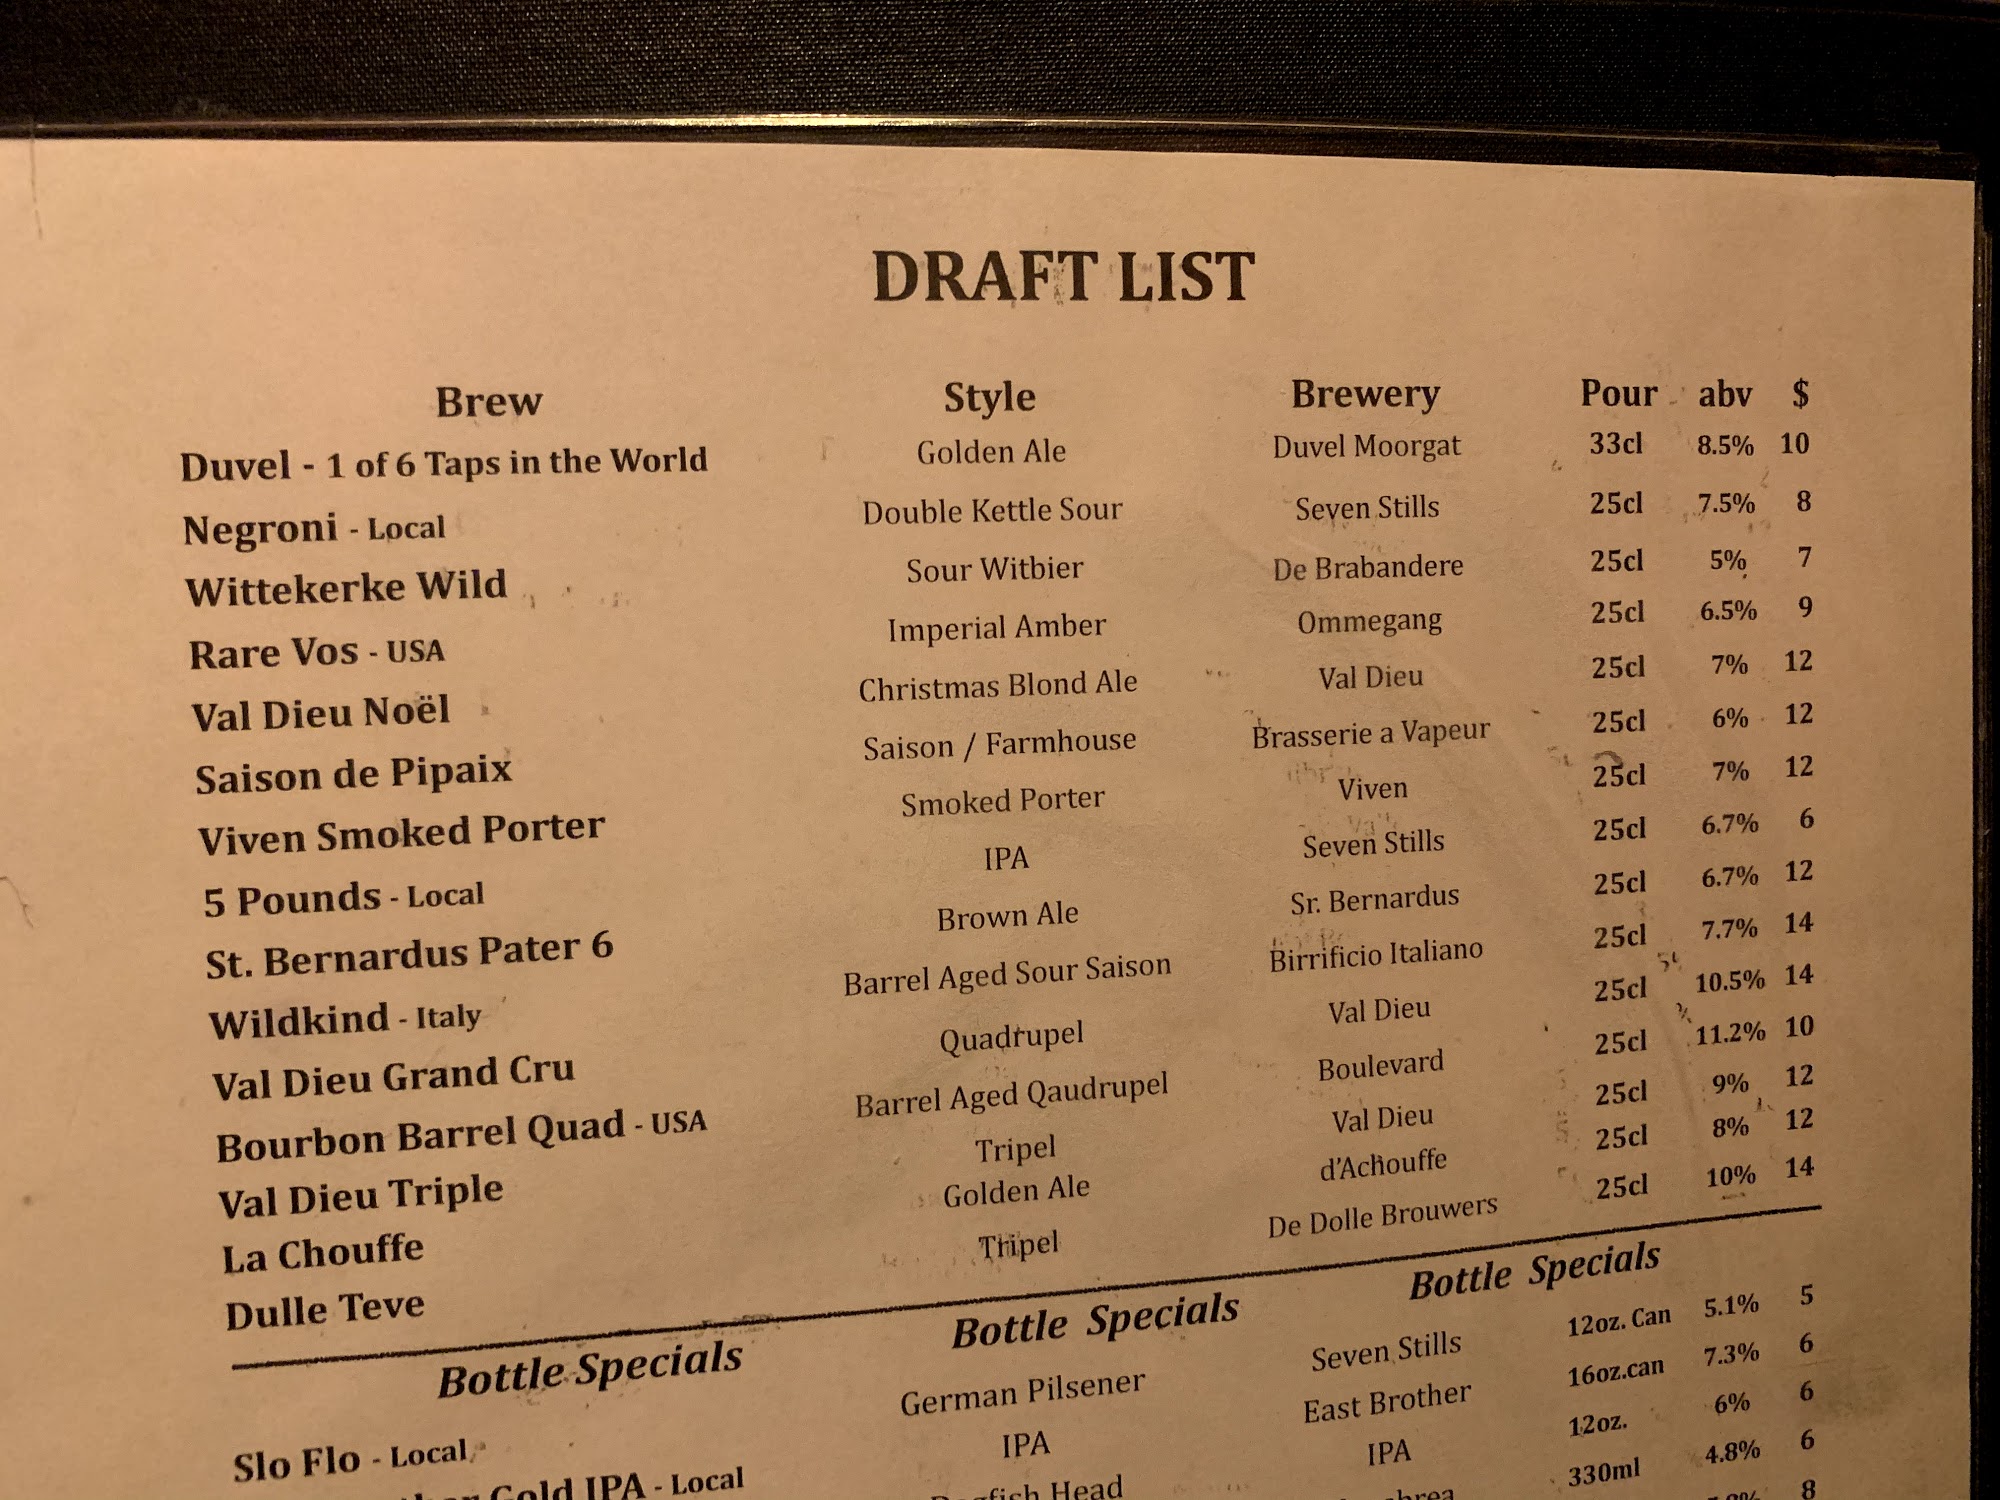 DRAFT LIST
Brew Style Brewery Pour abv $
Duvel - 1 of 6 Taps in the World Golden Ale Duvel Moorgat 33cl 8.5% 10
Negroni - Local Double Kettle Sour Seven Stills 25cl 7.5% 8
Wittekerke Wild Sour Witbier De Brabandere 25cl 5% 7
Rare Vos - USA Imperial Amber Ommegang 25cl 6.5% 9
Val Dieu Noël Christmas Blond Ale Val Dieu 25cl 7% 12
Saison de Pipaix Saison / Farmhouse Brasserie a Vapeur 25cl 6% 12
Viven Smoked Porter Smoked Porter Viven 25cl 7% 12
5 Pounds - Local IPA Seven Stills 25cl 6.7% 6
St. Bernardus Pater 6 Brown Ale Sr. Bernardus 25cl 6.7% 12
Wildkind - Italy Barrel Aged Sour Saison Birrificio Italiano 25cl 7.7% 14
Val Dieu Grand Cru Quadrupel Val Dieu 25cl 10.5% 14
Bourbon Barrel Quad - USA Barrel Aged Qaudrupel Boulevard 25cl 11.2% 10
Val Dieu Triple Tripel Val Dieu 25cl 9% 12
La Chouffe Golden Ale d'Achouffe 25cl 8% 12
Dulle Teve Tripel De Dolle Brouwers 25cl 10% 14
Bottle Specials Bottle Specials Bottle Specials
Slo Flo - Local German Pilsener Seven Stills 12oz. Can 5.1% 5
Gold IPA - Local IPA East Brother 16oz.can 7.3% 6
Head IPA 12oz. 6% 6
330ml 4.8% 6
8